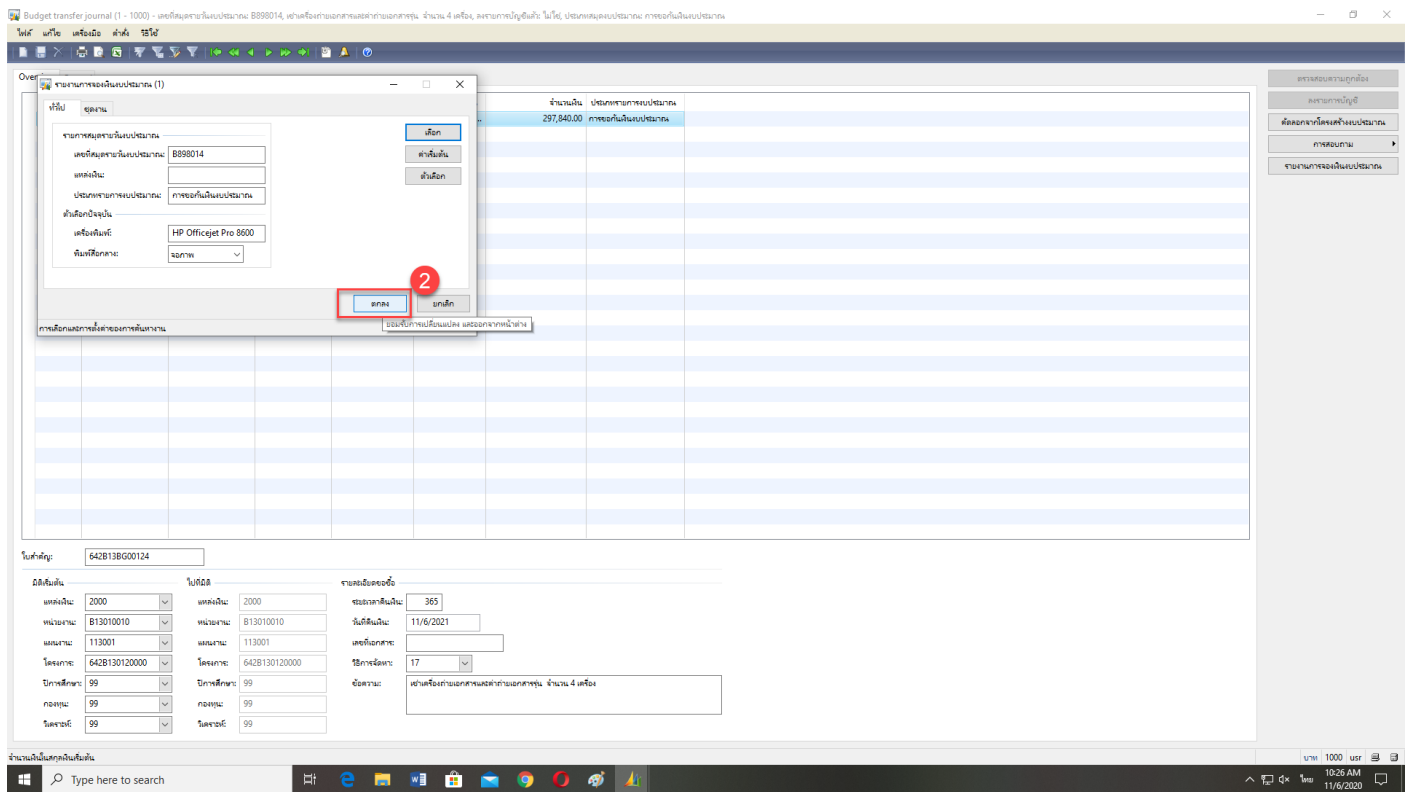 Budget transfer journal (1 - 1000) - เลขที่สมุดรายวันงบประมาณ: B898014, เช่าเครื่องถ่ายเอกสารและค่าถ่ายเอกสารรุ่น จำนวน 4 เครื่อง, ลงรายการบัญชีแล้ว: ไม่ใช่, ประเภทสมุดงบประมาณ: การขอกันเงินงบประมาณ
ไฟล์ แก้ไข เครื่องมือ คำสั่ง วิธีใช้
รายงานการจองเงินงบประมาณ (1)
ทั่วไป ชุดงาน
รายการสมุดรายวันงบประมาณ
เลขที่สมุดรายวันงบประมาณ: B898014
แหล่งเงิน:
ประเภทรายการงบประมาณ: การขอกันเงินงบประมาณ
ตัวเลือกปัจจุบัน
เครื่องพิมพ์: HP Officejet Pro 8600
พิมพ์สื่อกลาง: จอภาพ
เลือก
ค่าเริ่มต้น
ตัวเลือก
2
ตกลง ยกเลิก
การเลือกและการตั้งค่าของการค้นหางาน
ยอมรับการเปลี่ยนแปลง และออกจากหน้าต่าง
จำนวนเงิน ประเภทรายการงบประมาณ
297,840.00 การขอกันเงินงบประมาณ
ตรวจสอบความถูกต้อง
ลงรายการบัญชี
คัดลอกจากโครงสร้างงบประมาณ
การสอบถาม
รายงานการจองเงินงบประมาณ
ใบสำคัญ: 642B13BG00124
มิติเริ่มต้น ไปที่มิติ รายละเอียดขอซื้อ
แหล่งเงิน: 2000 แหล่งเงิน: 2000 ระยะเวลาคืนเงิน: 365
หน่วยงาน: B13010010 หน่วยงาน: B13010010 วันที่คืนเงิน: 11/6/2021
แผนงาน: 113001 แผนงาน: 113001 เลขที่เอกสาร:
โครงการ: 642B130120000 โครงการ: 642B130120000 วิธีการจัดหา: 17
ปีการศึกษา: 99 ปีการศึกษา: 99 ข้อความ: เช่าเครื่องถ่ายเอกสารและค่าถ่ายเอกสารรุ่น จำนวน 4 เครื่อง
กองทุน: 99 กองทุน: 99
วิเคราะห์: 99 วิเคราะห์: 99
จำนวนเงินในสกุลเงินเริ่มต้น
บาท 1000 usr
Type here to search
ไทย 10:26 AM
11/6/2020